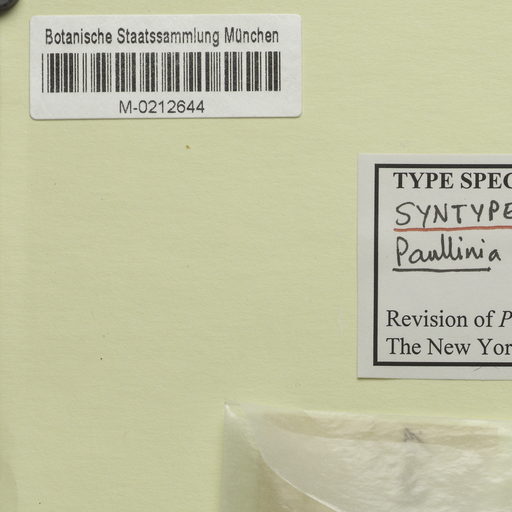 Botanische Staatssammlung München
M-0212644
TYPE SPEC
SYNTYPE
Paullinia
Revision of P
The New Yor